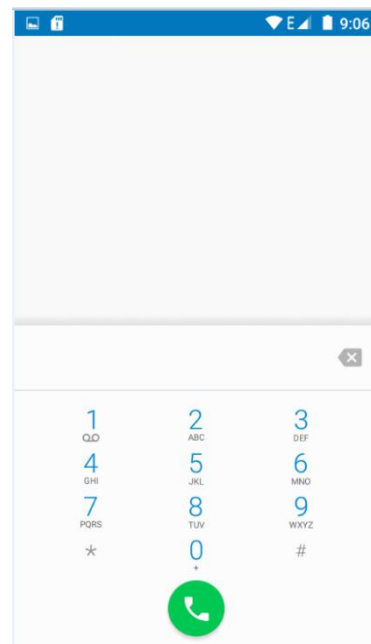 E 9:06
1 2 3
ABC DEF
4 5 6
GHI JKL MNO
7 8 9
PQRS TUV WXYZ
* 0 #
+